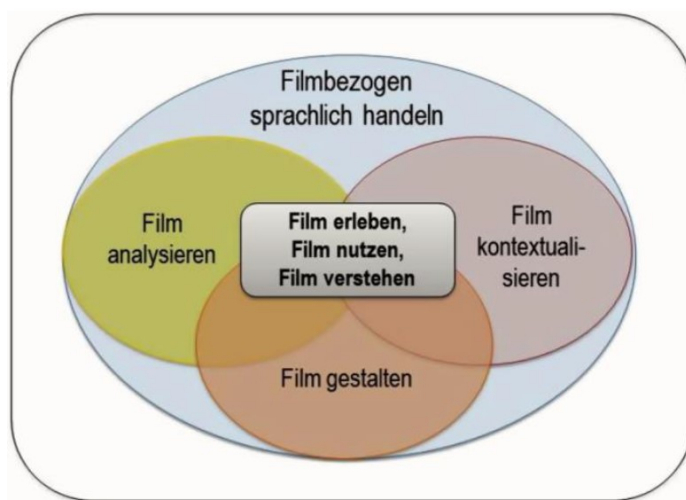 Filmbezogen
sprachlich handeln
Film
analysieren
Film erleben,
Film nutzen,
Film verstehen
Film
kontextuali-
sieren
Film gestalten